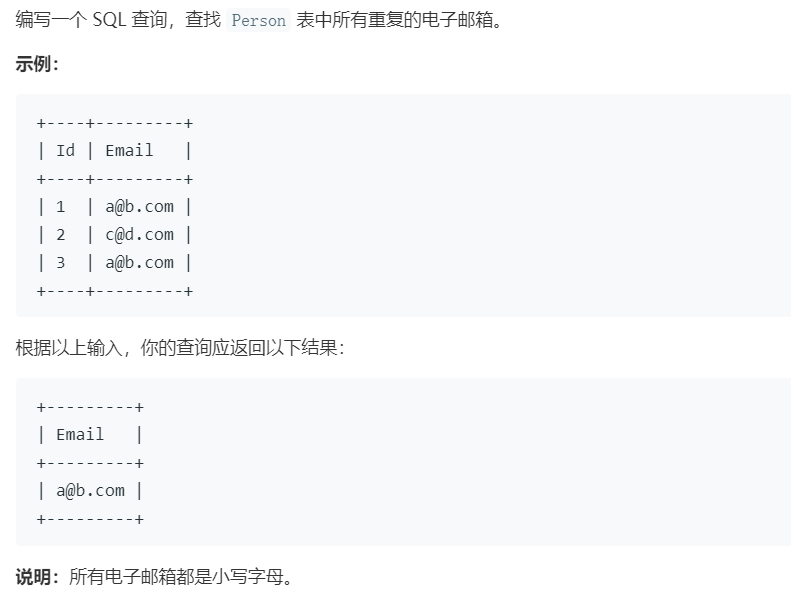 编写一个 SQL 查询，查找 Person 表中所有重复的电子邮箱。
示例：
+----+---------+
| Id | Email   |
+----+---------+
| 1  | a@b.com |
| 2  | c@d.com |
| 3  | a@b.com |
+----+---------+
根据以上输入，你的查询应返回以下结果：
+---------+
| Email   |
+---------+
| a@b.com |
+---------+
说明：所有电子邮箱都是小写字母。